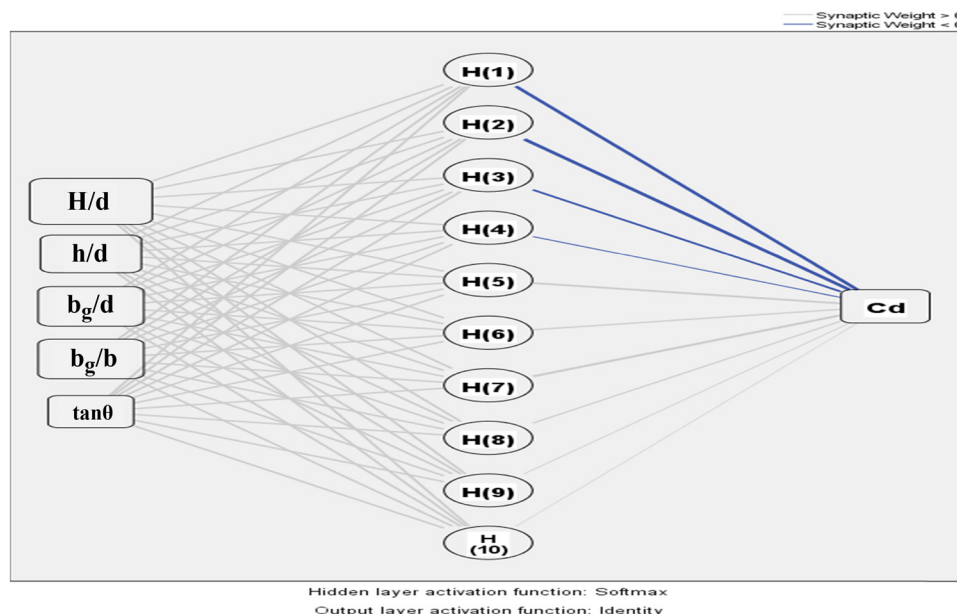 Synaptic Weight >
Synaptic Weight <
H(1)
H(2)
H(3)
H(4)
H(5)
H(6)
H(7)
H(8)
H(9)
H
(10)
H/d
h/d
bg/d
bg/b
tanθ
Cd
Hidden layer activation function: Softmax
Output layer activation function: Identity